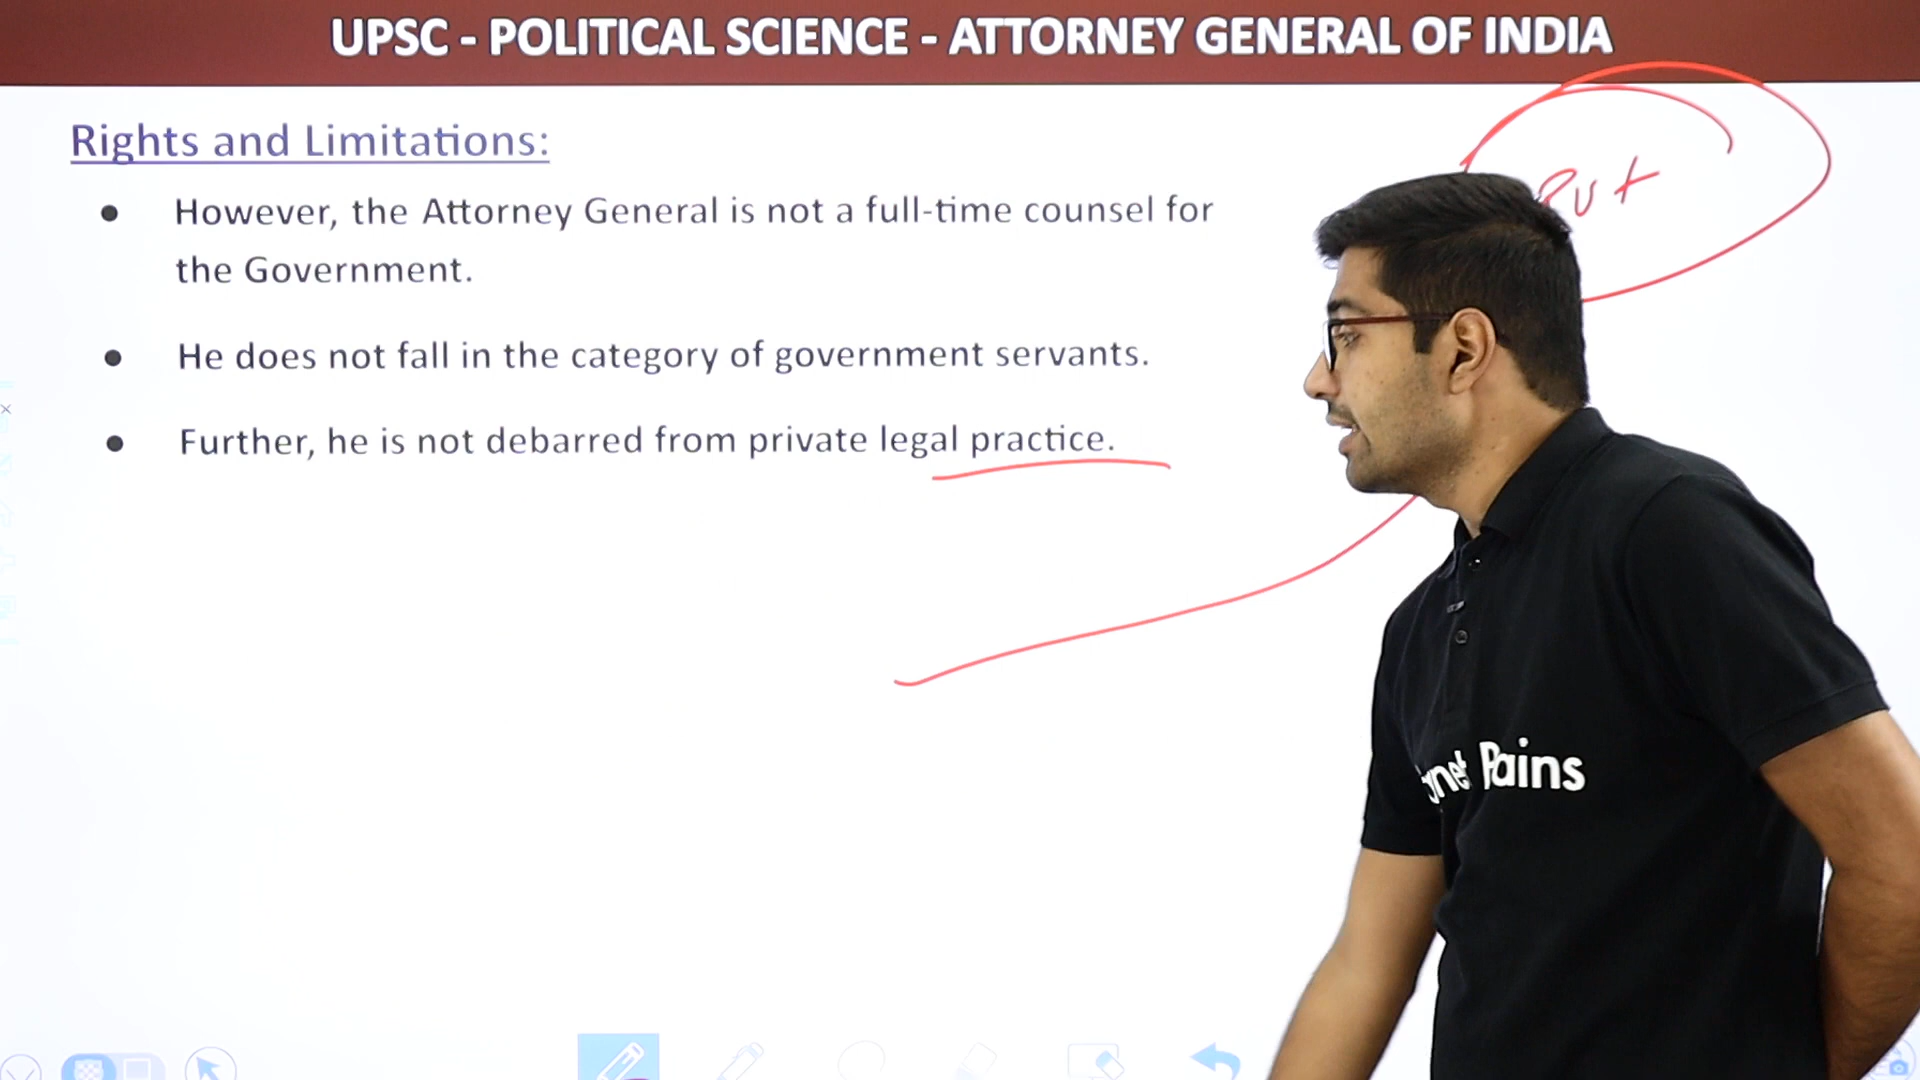 UPSC - POLITICAL SCIENCE - ATTORNEY GENERAL OF INDIA
Rights and Limitations:
• However, the Attorney General is not a full-time counsel for
the Government.
• He does not fall in the category of government servants.
• Further, he is not debarred from private legal practice.